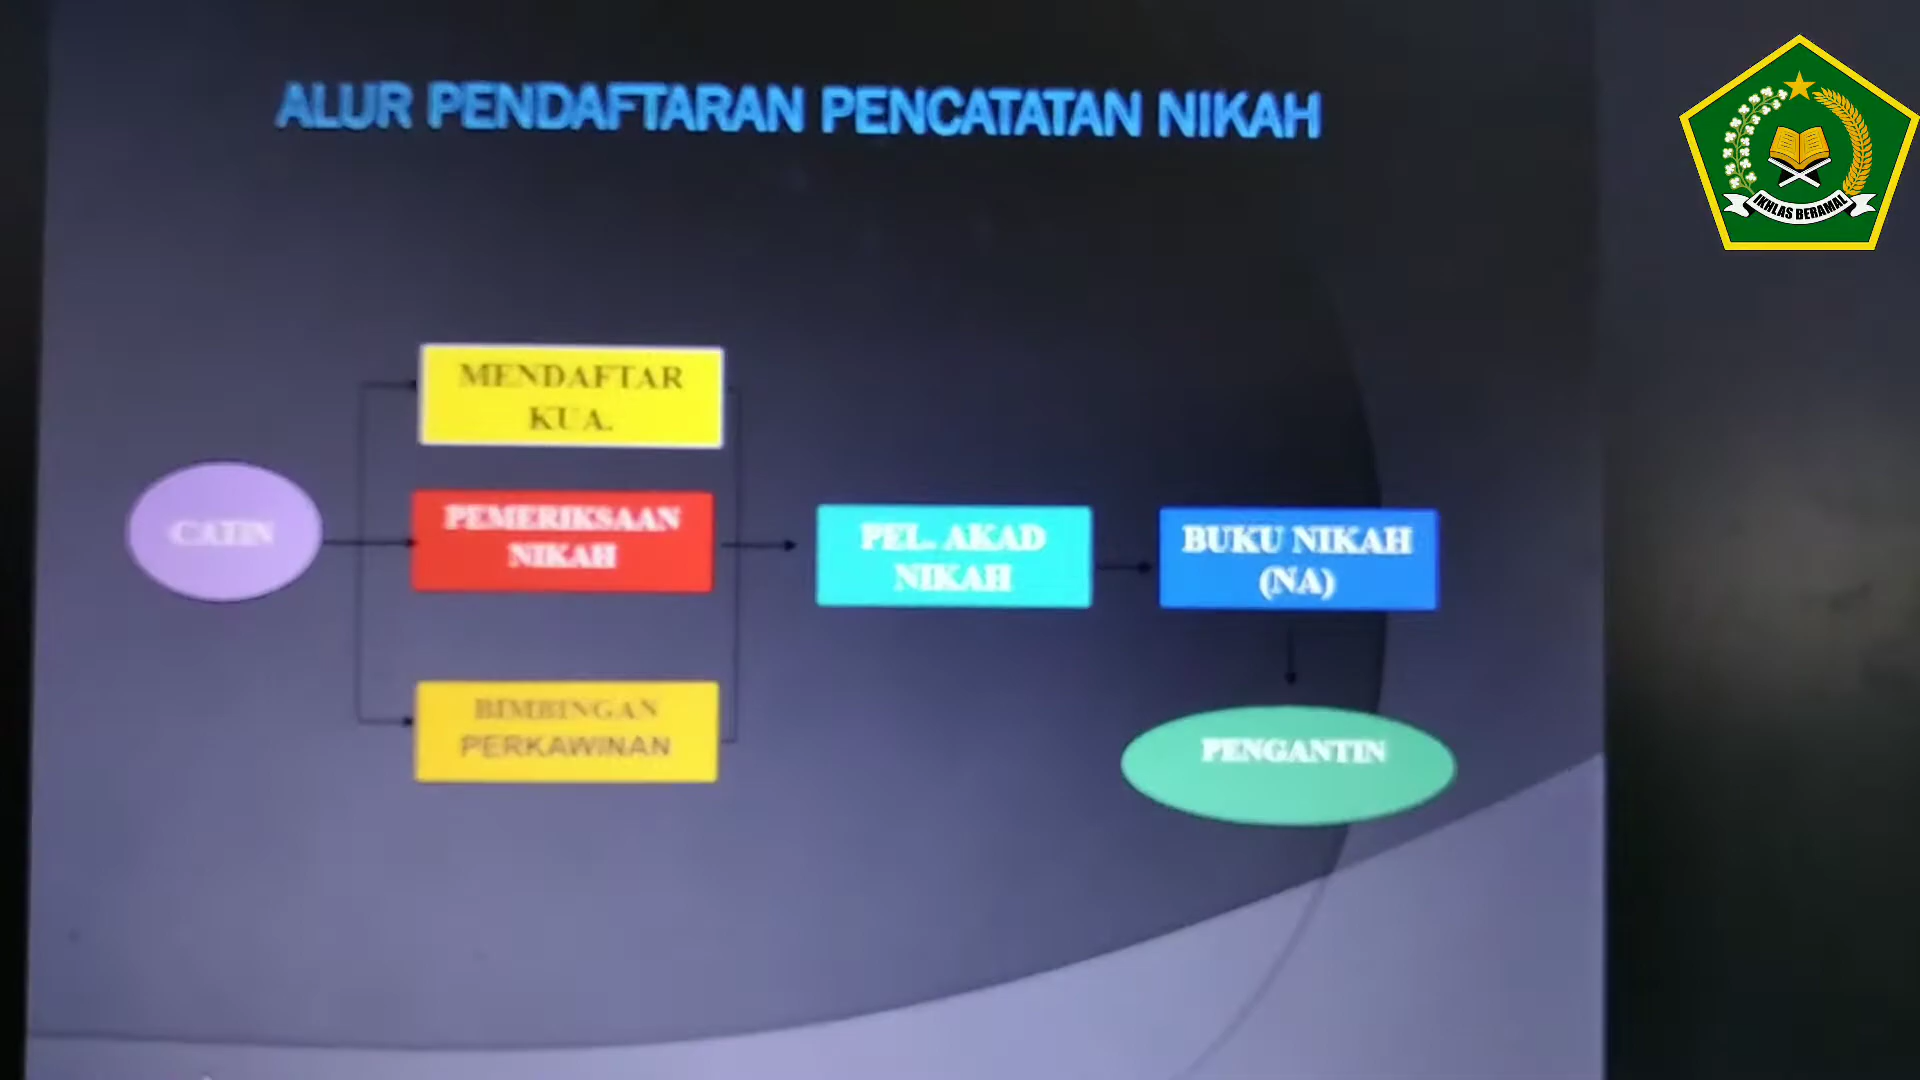 ALUR PENDAFTARAN PENCATATAN NIKAH
IKHLAS BERAMAL
MENDAFTAR
KUA.
CATIN
PEMERIKSAAN
NIKAH
BIMBINGAN
PERKAWINAN
PEL. AKAD
NIKAH
BUKU NIKAH
(NA)
PENGANTIN